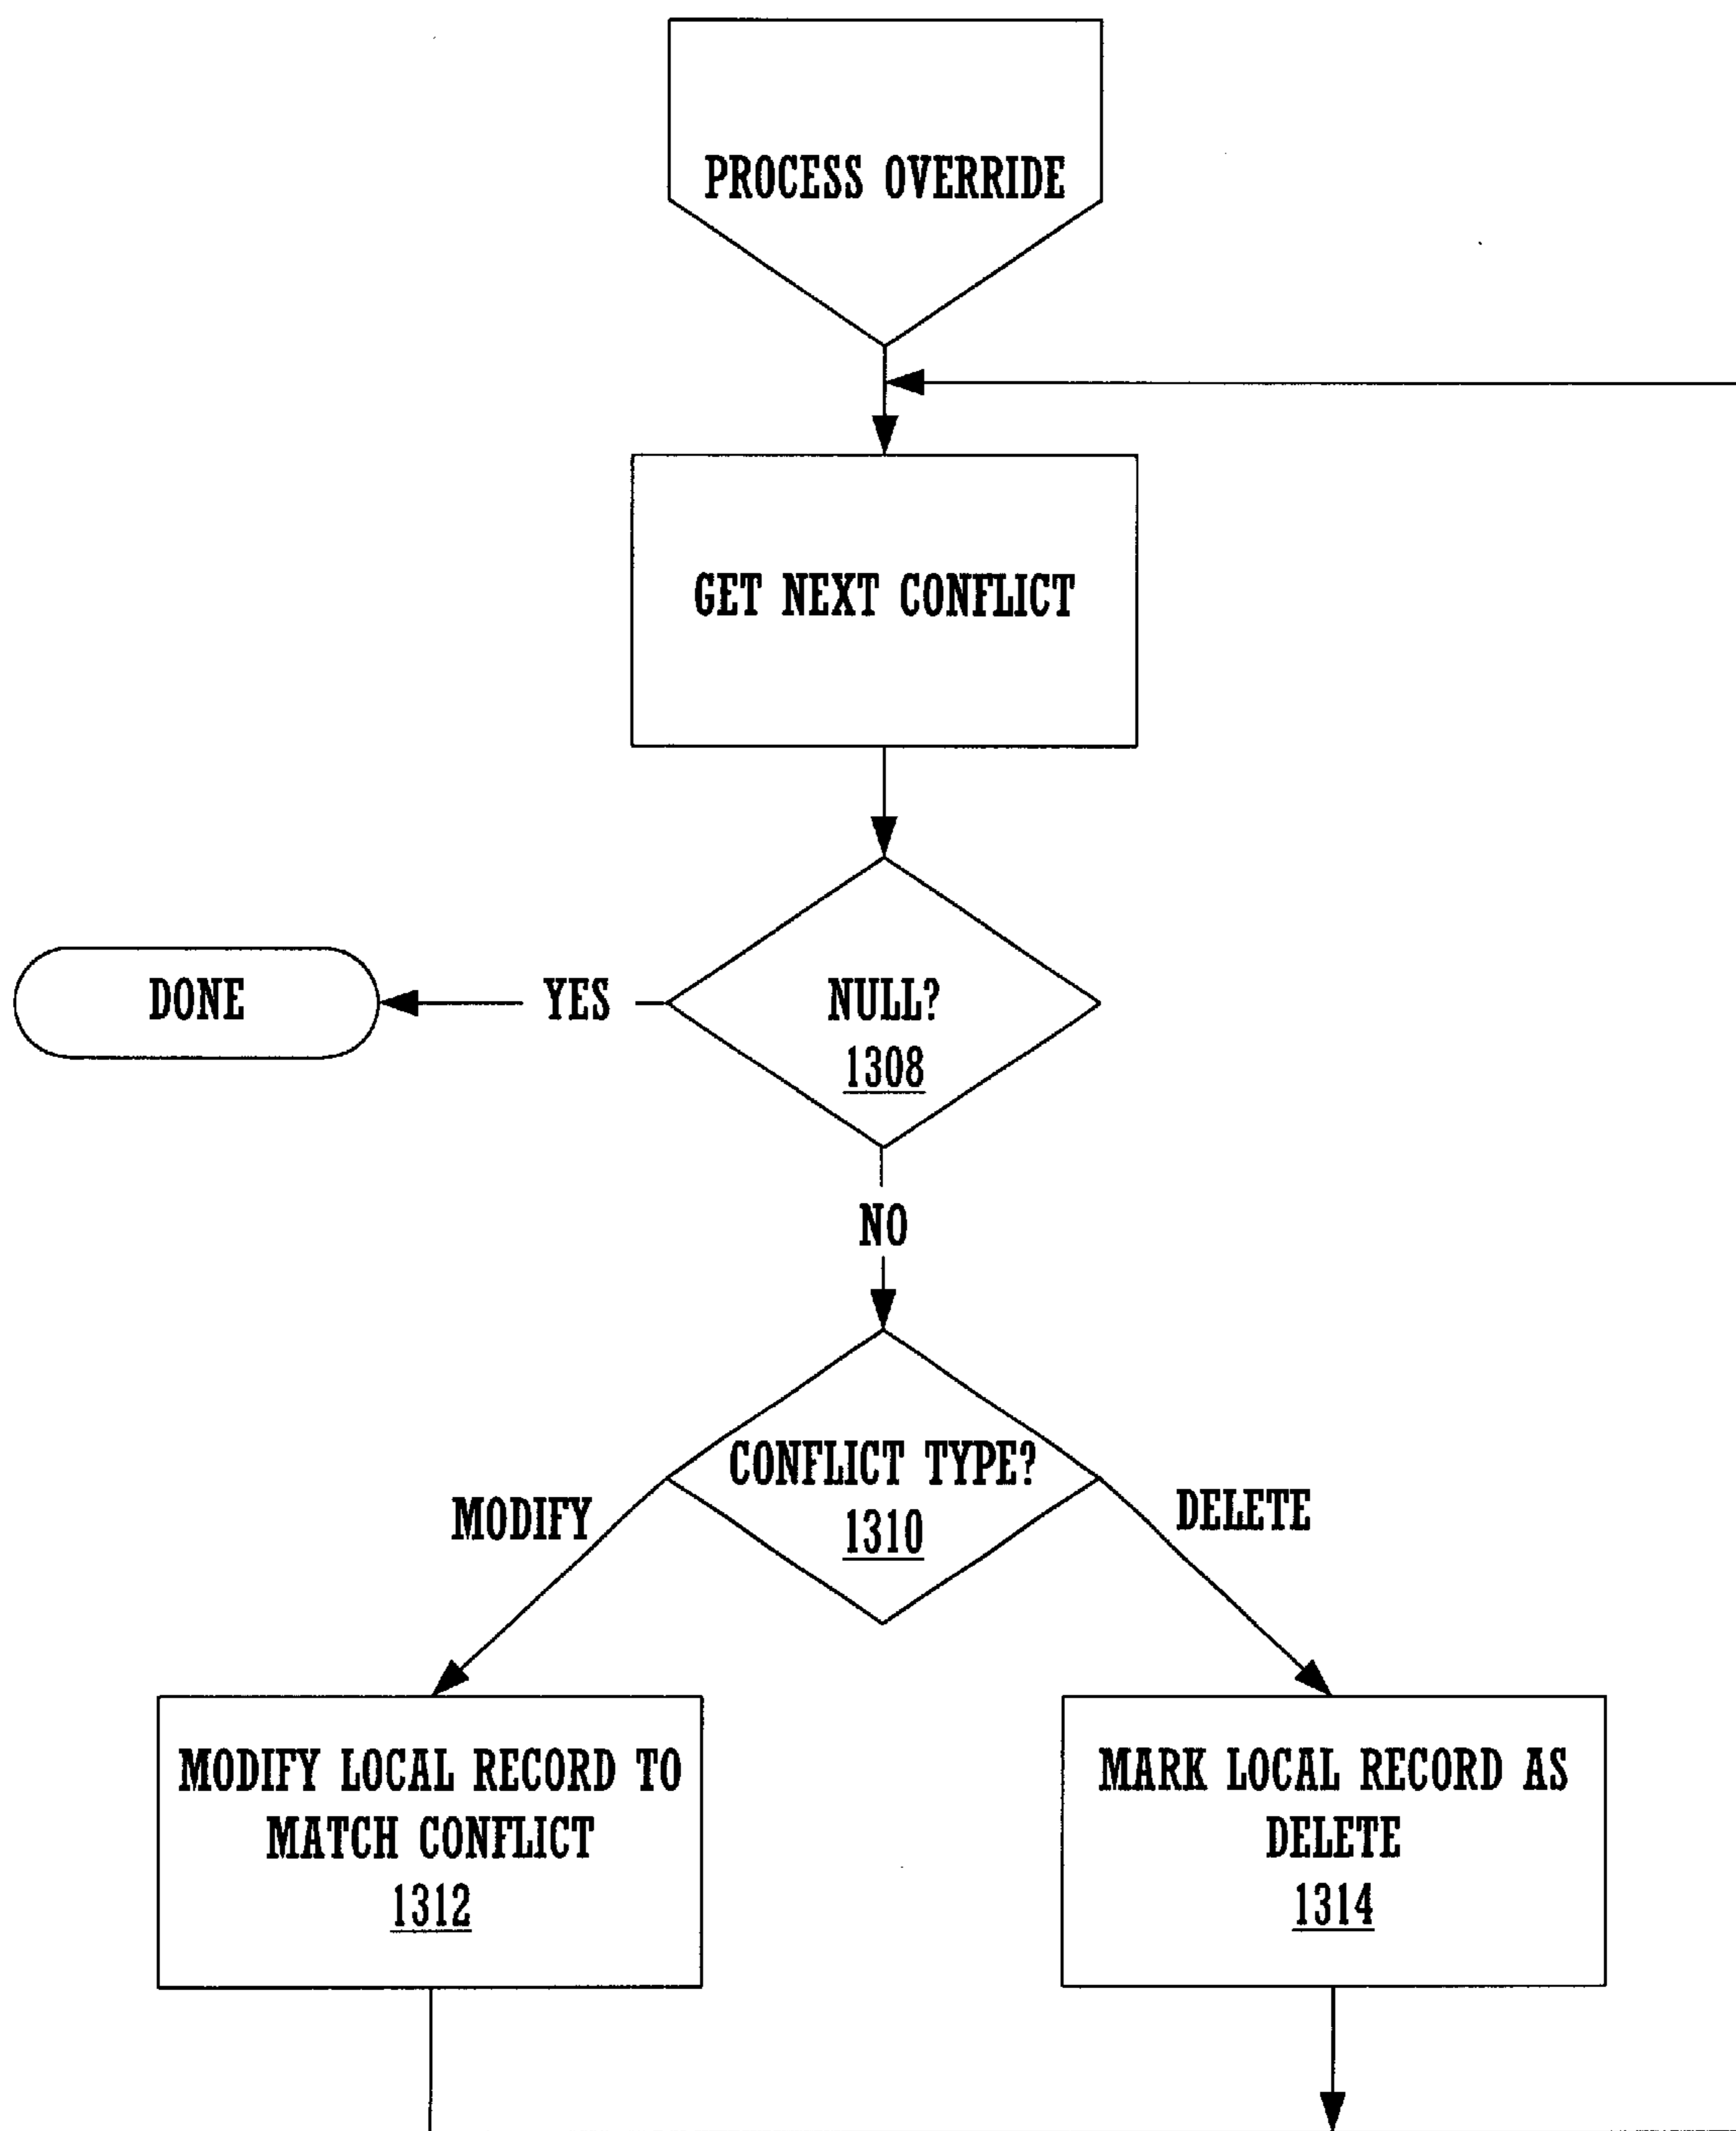 PROCESS OVERRIDE
GET NEXT CONFLICT
DONE
YES
NULL?
1308
NO
CONFLICT TYPE?
1310
MODIFY
DELETE
MODIFY LOCAL RECORD TO
MATCH CONFLICT
1312
MARK LOCAL RECORD AS
DELETE
1314